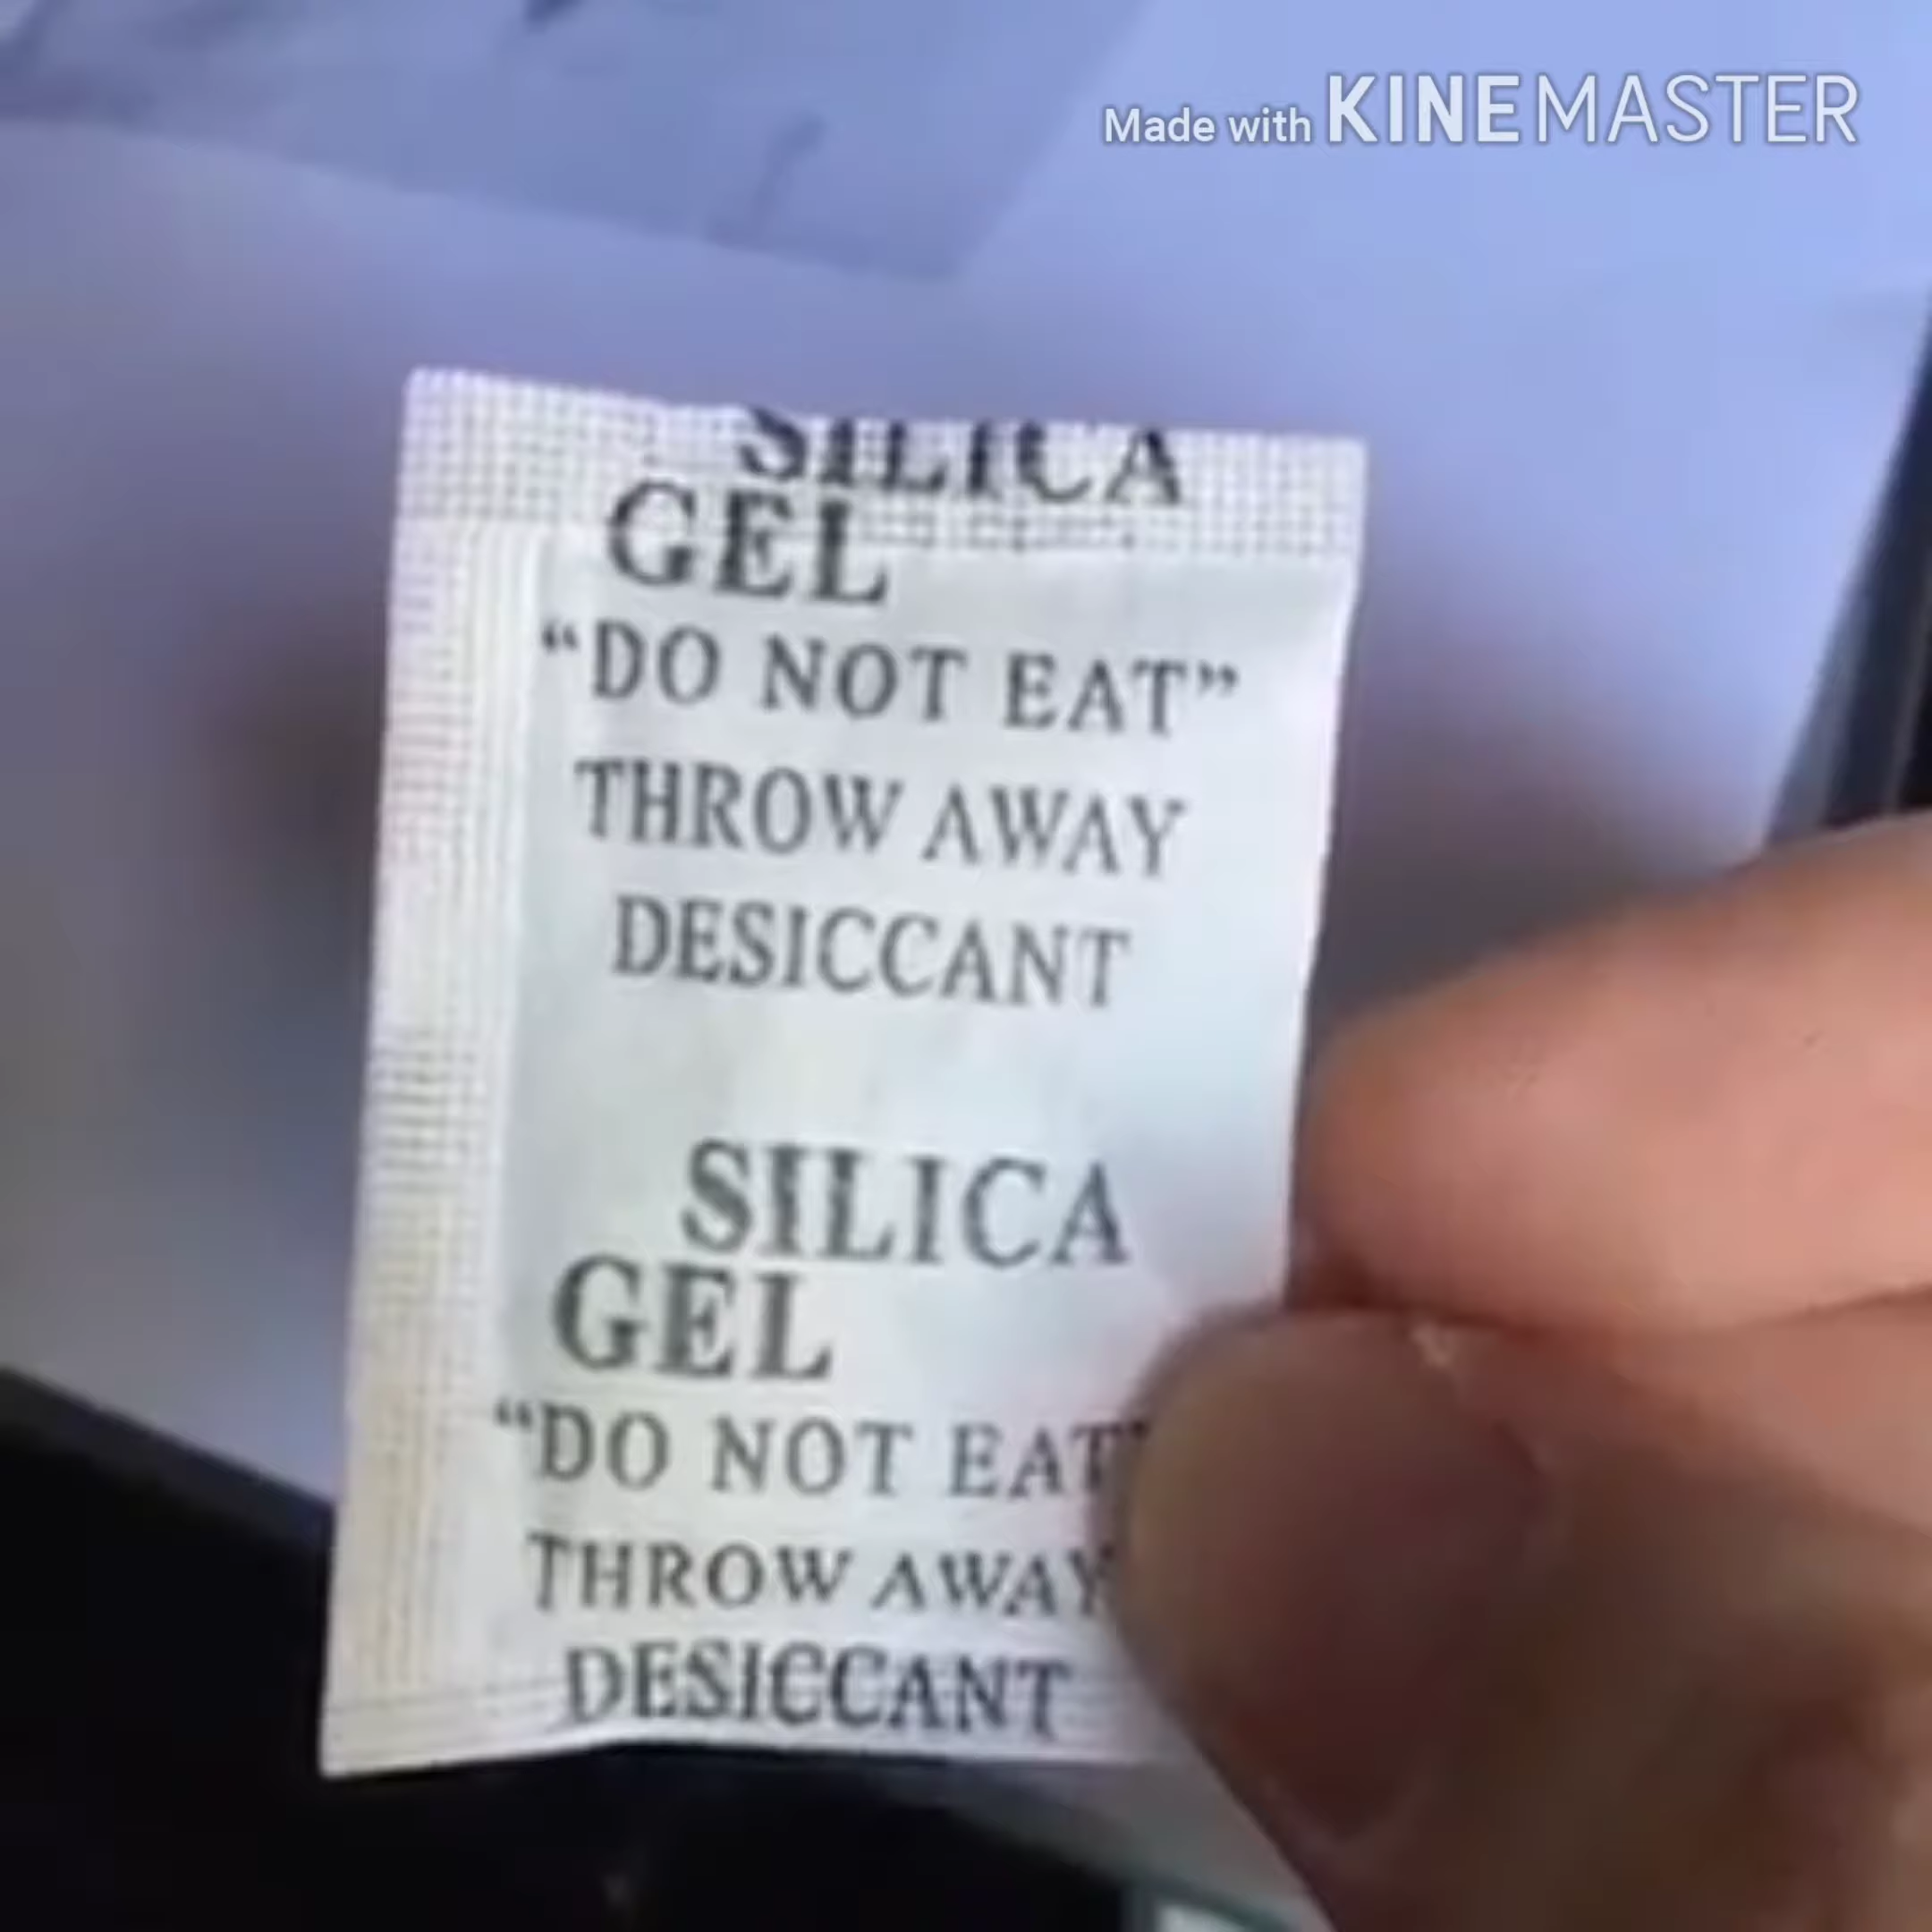 Made with KINEMASTER
SILICA
GEL
“DO NOT EAT”
THROW AWAY
DESICCANT
SILICA
GEL
“DO NOT EAT”
THROW AWAY
DESICCANT